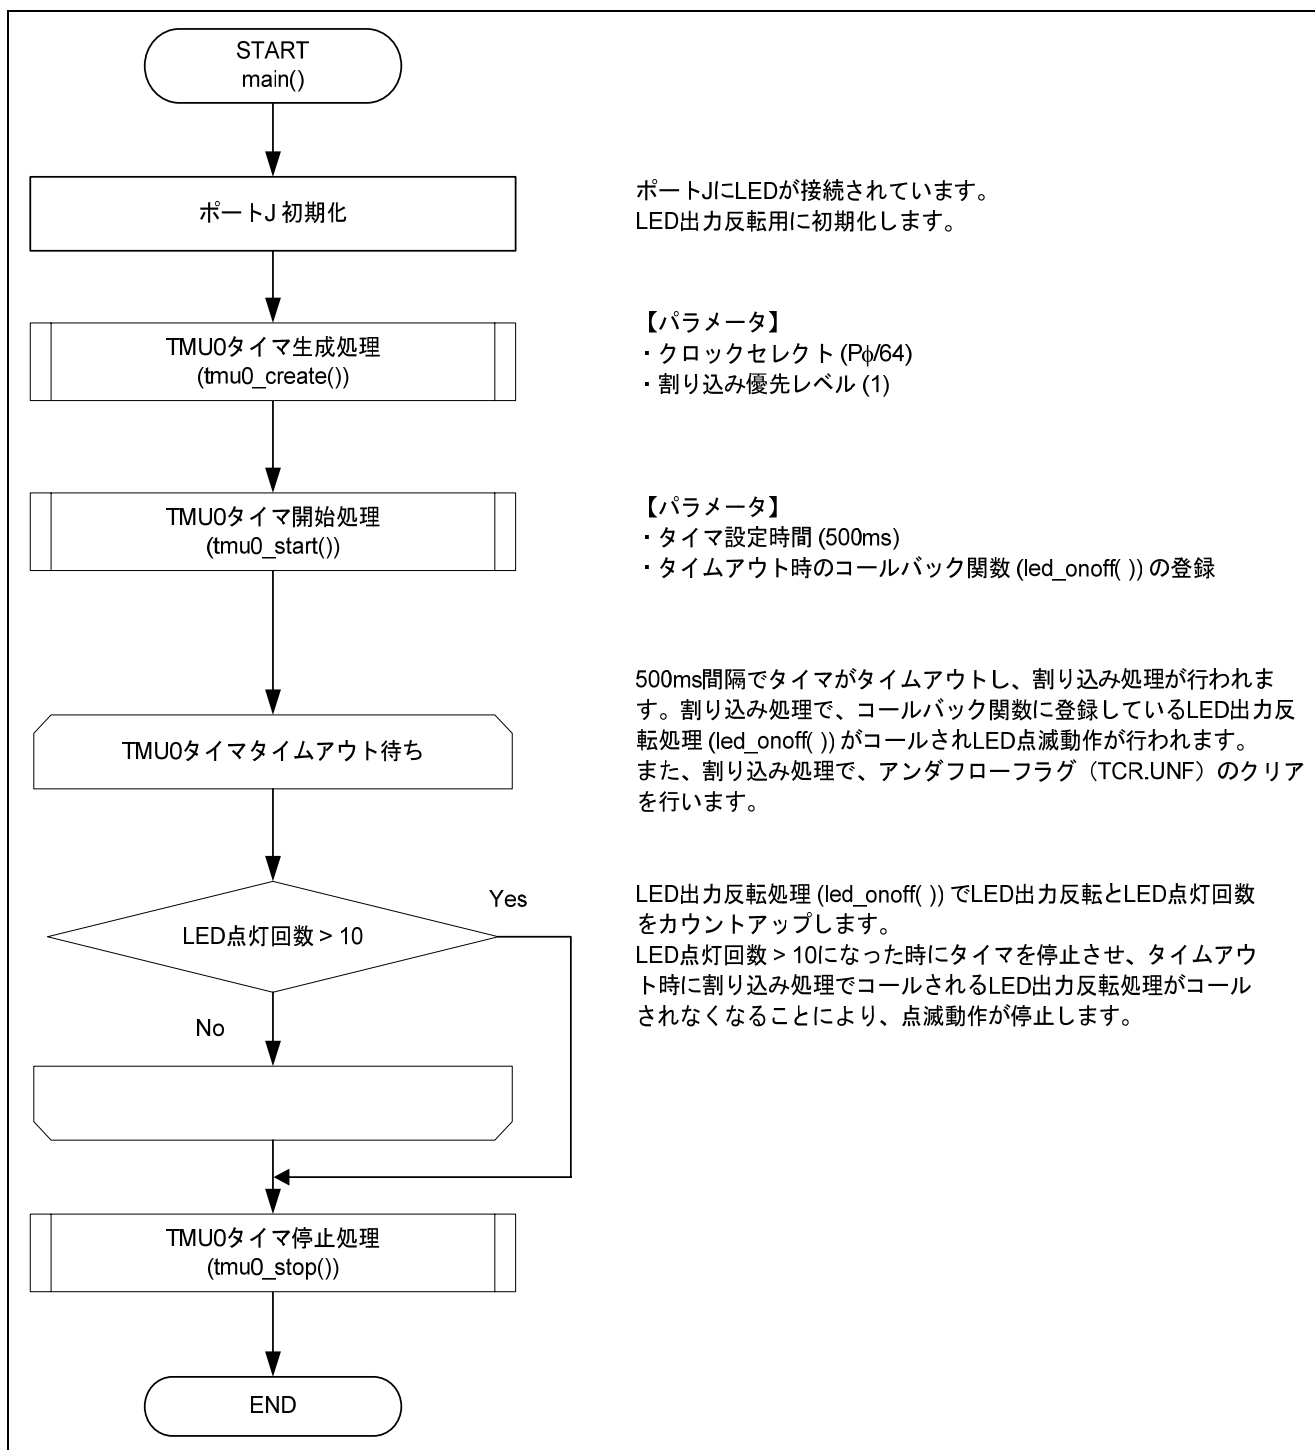 START
main()
ポートJ 初期化
ポートJにLEDが接続されています。
LED出力反転用に初期化します。
TMU0タイマ生成処理
(tmu0_create())
【パラメータ】
・クロックセレクト (Pφ/64)
・割り込み優先レベル (1)
TMU0タイマ開始処理
(tmu0_start())
【パラメータ】
・タイマ設定時間 (500ms)
・タイムアウト時のコールバック関数 (led_onoff( )) の登録
TMU0タイマタイムアウト待ち
500ms間隔でタイマがタイムアウトし、割り込み処理が行われま
す。割り込み処理で、コールバック関数に登録しているLED出力反
転処理 (led_onoff( )) がコールされLED点滅動作が行われます。
また、割り込み処理で、アンダフローフラグ（TCR.UNF）のクリア
を行います。
LED点灯回数 > 10
Yes
No
LED出力反転処理 (led_onoff( )) でLED出力反転とLED点灯回数
をカウントアップします。
LED点灯回数 > 10になった時にタイマを停止させ、タイムアウ
ト時に割り込み処理でコールされるLED出力反転処理がコール
されなくなることにより、点滅動作が停止します。
TMU0タイマ停止処理
(tmu0_stop())
END